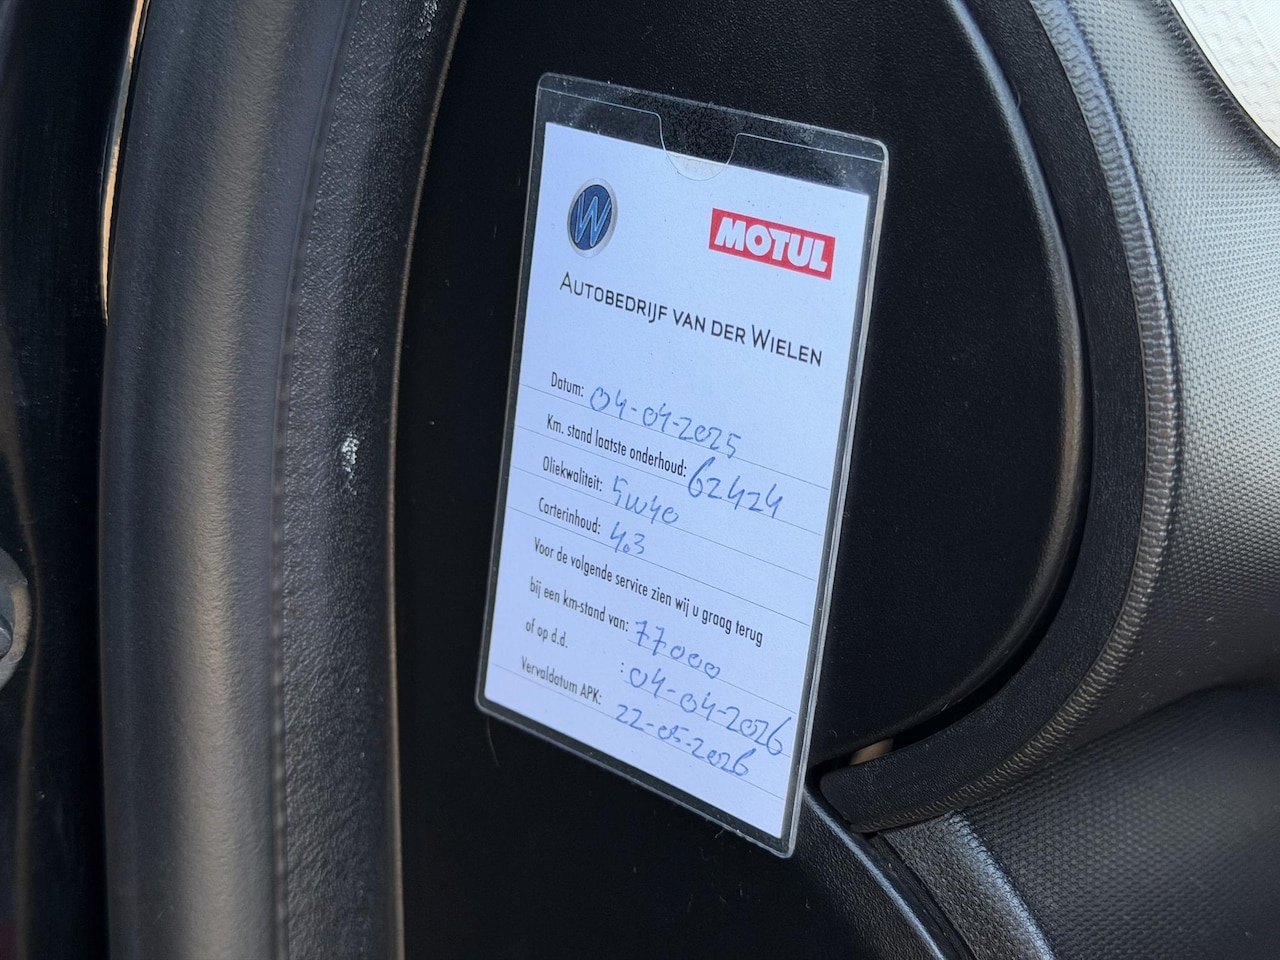 W
MOTUL
AUTOBEDRIJF VAN DER WIELEN
Datum: 04-04-2025
Km. stand laatste onderhoud: 62424
Oliekwaliteit: 5W40
Carterinhoud: 4.3
Voor de volgende service zien wij u graag terug
bij een km-stand van: 77000
of op d.d. : 04-04-2026
Vervaldatum APK: 22-05-2026